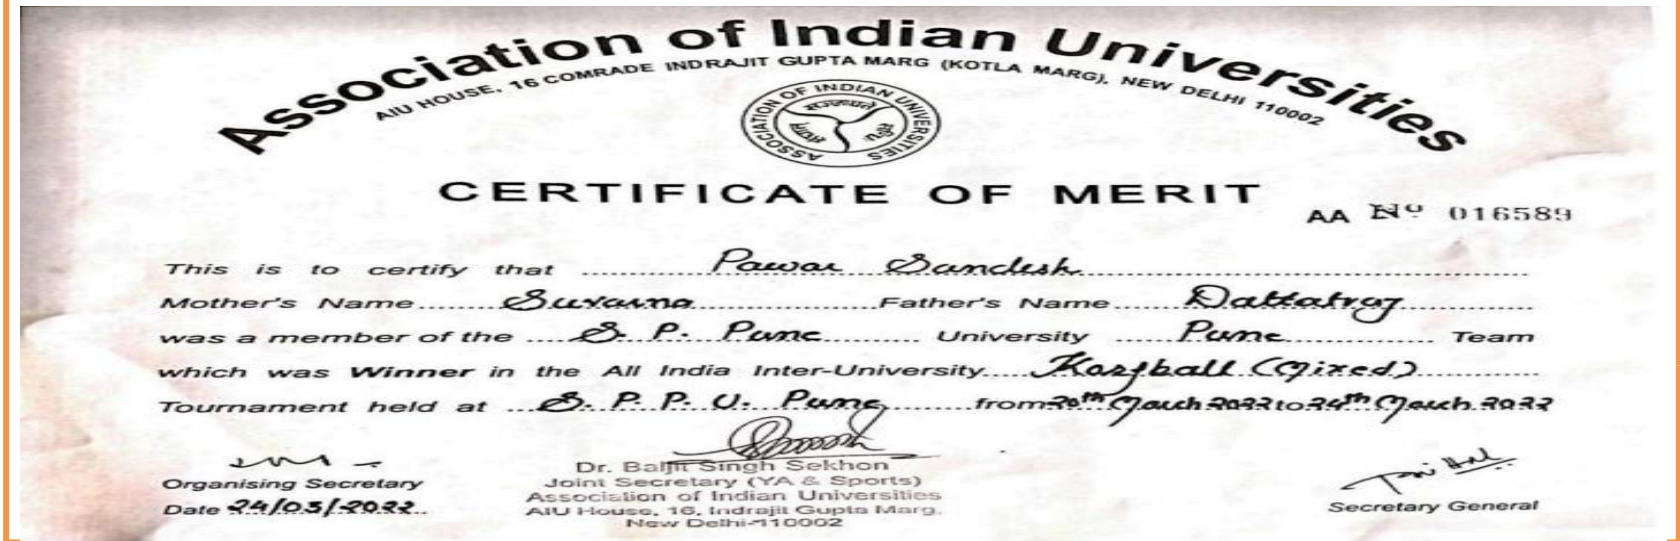 Association of Indian Universities
AIU HOUSE, 16 COMRADE INDRAJIT GUPTA MARG (KOTLA MARG), NEW DELHI 110002
ASSOCIATION OF INDIAN UNIVERSITIES
CERTIFICATE OF MERIT
AA Nº 016589
This is to certify that Pawar Sandesh
Mother's Name Suvarna Father's Name Dattatray
was a member of the S. P. Pune University Pune Team
which was Winner in the All India Inter-University Korfball (Mixed)
Tournament held at S. P. P. U. Pune from 20th March 2022 to 24th March 2022
Organising Secretary
Date 24/03/2022
Dr. Baljit Singh Sekhon
Joint Secretary (YA & Sports)
Association of Indian Universities
AIU House, 16, Indrajit Gupta Marg.
New Delhi-110002
Secretary General